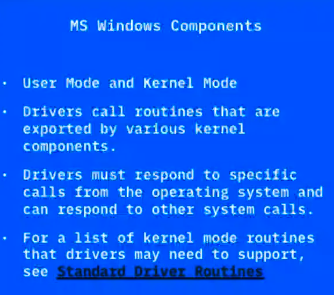 MS Windows Components
· User Mode and Kernel Mode
· Drivers call routines that are
exported by various kernel
components.
· Drivers must respond to specific
calls from the operating system and
can respond to other system calls.
· For a list of kernel mode routines
that drivers may need to support,
see Standard Driver Routines